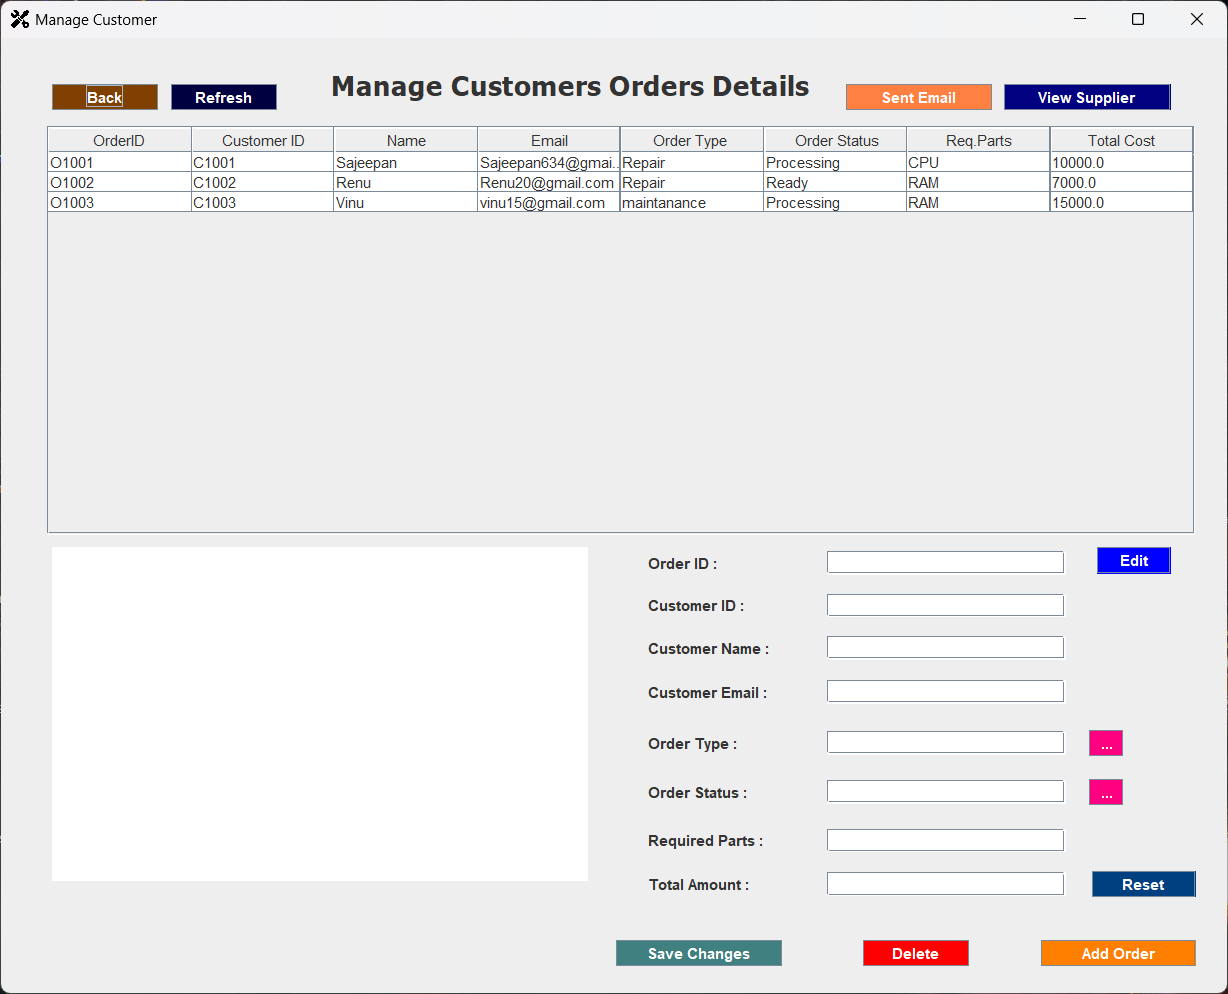 Manage Customer
Back Refresh Manage Customers Orders Details Sent Email View Supplier
OrderID Customer ID Name Email Order Type Order Status Req.Parts Total Cost
O1001 C1001 Sajeepan Sajeepan634@gmai... Repair Processing CPU 10000.0
O1002 C1002 Renu Renu20@gmail.com Repair Ready RAM 7000.0
O1003 C1003 Vinu vinu15@gmail.com maintanance Processing RAM 15000.0
Order ID : Edit
Customer ID :
Customer Name :
Customer Email :
Order Type : ...
Order Status : ...
Required Parts :
Total Amount : Reset
Save Changes Delete Add Order